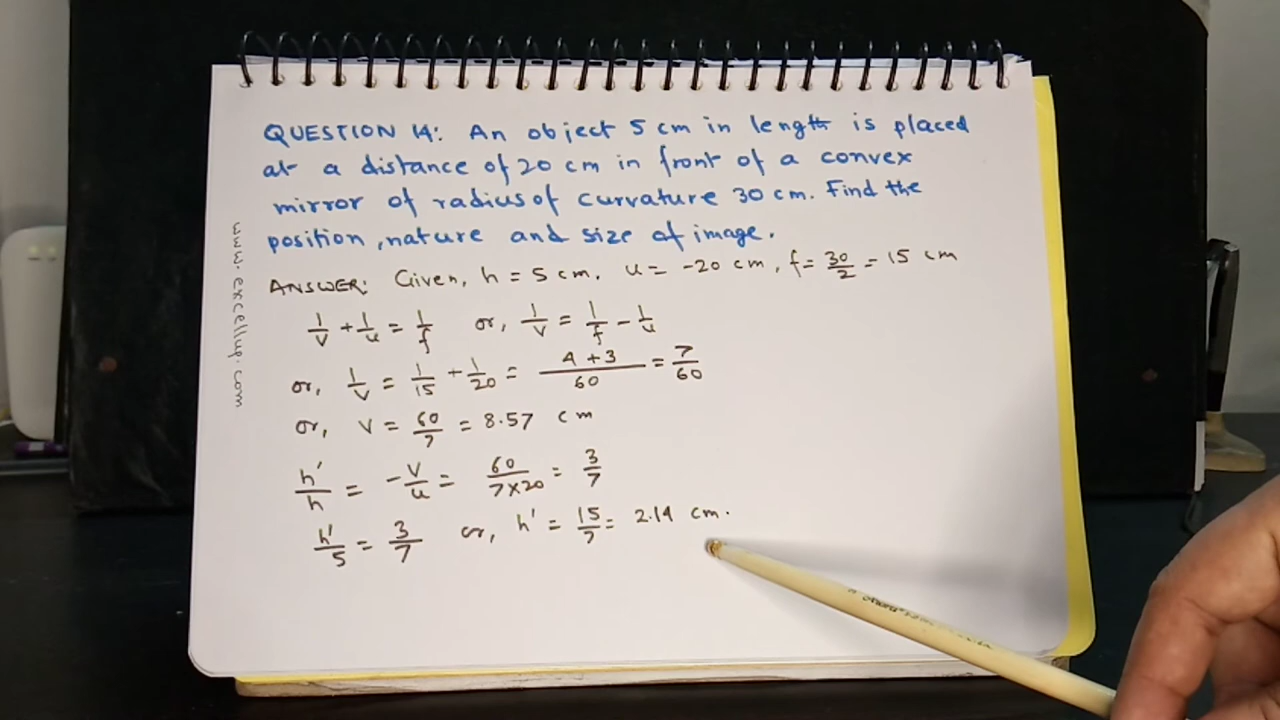 QUESTION 14: An object 5 cm in length is placed
at a distance of 20 cm in front of a convex
mirror of radius of curvature 30 cm. Find the
position, nature and size of image.
ANSWER: Given, h = 5 cm, u = -20 cm, f = 30/2 = 15 cm
1/v + 1/u = 1/f or, 1/v = 1/f - 1/u
or, 1/v = 1/15 + 1/20 = (4 + 3)/60 = 7/60
or, v = 60/7 = 8.57 cm
h'/h = -v/u = 60/(7×20) = 3/7
h'/5 = 3/7 or, h' = 15/7 = 2.14 cm.
www.excellup.com